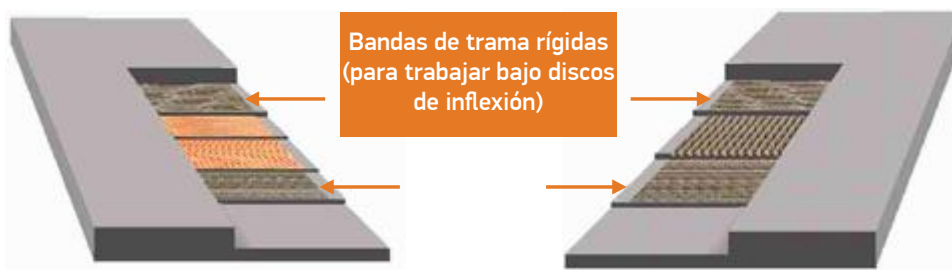 Bandas de trama rígidas
(para trabajar bajo discos
de inflexión)